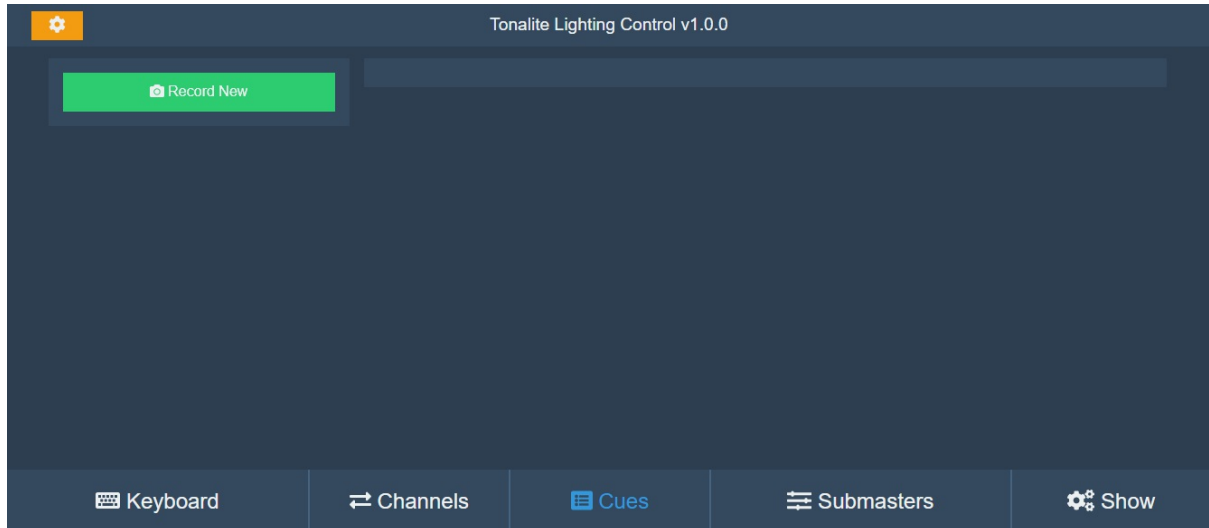 Tonalite Lighting Control v1.0.0
Record New
Keyboard
Channels
Cues
Submasters
Show